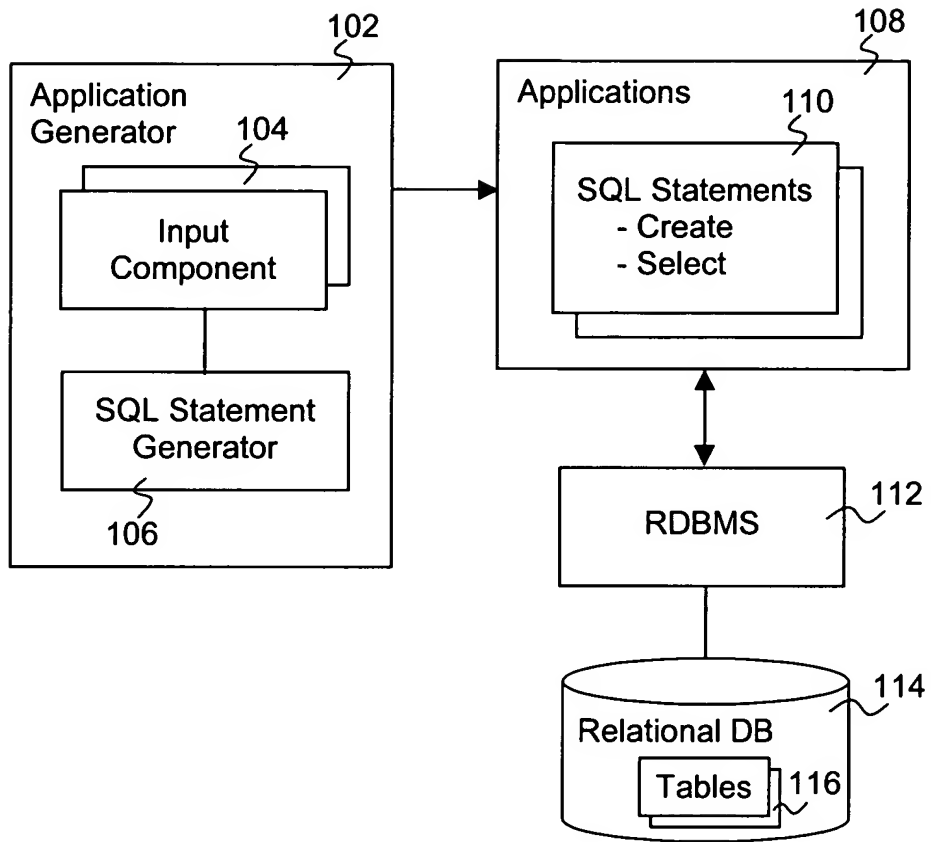 102
Application
Generator
104
Input
Component
SQL Statement
Generator
106
108
Applications
110
SQL Statements
- Create
- Select
RDBMS
112
114
Relational DB
Tables
116